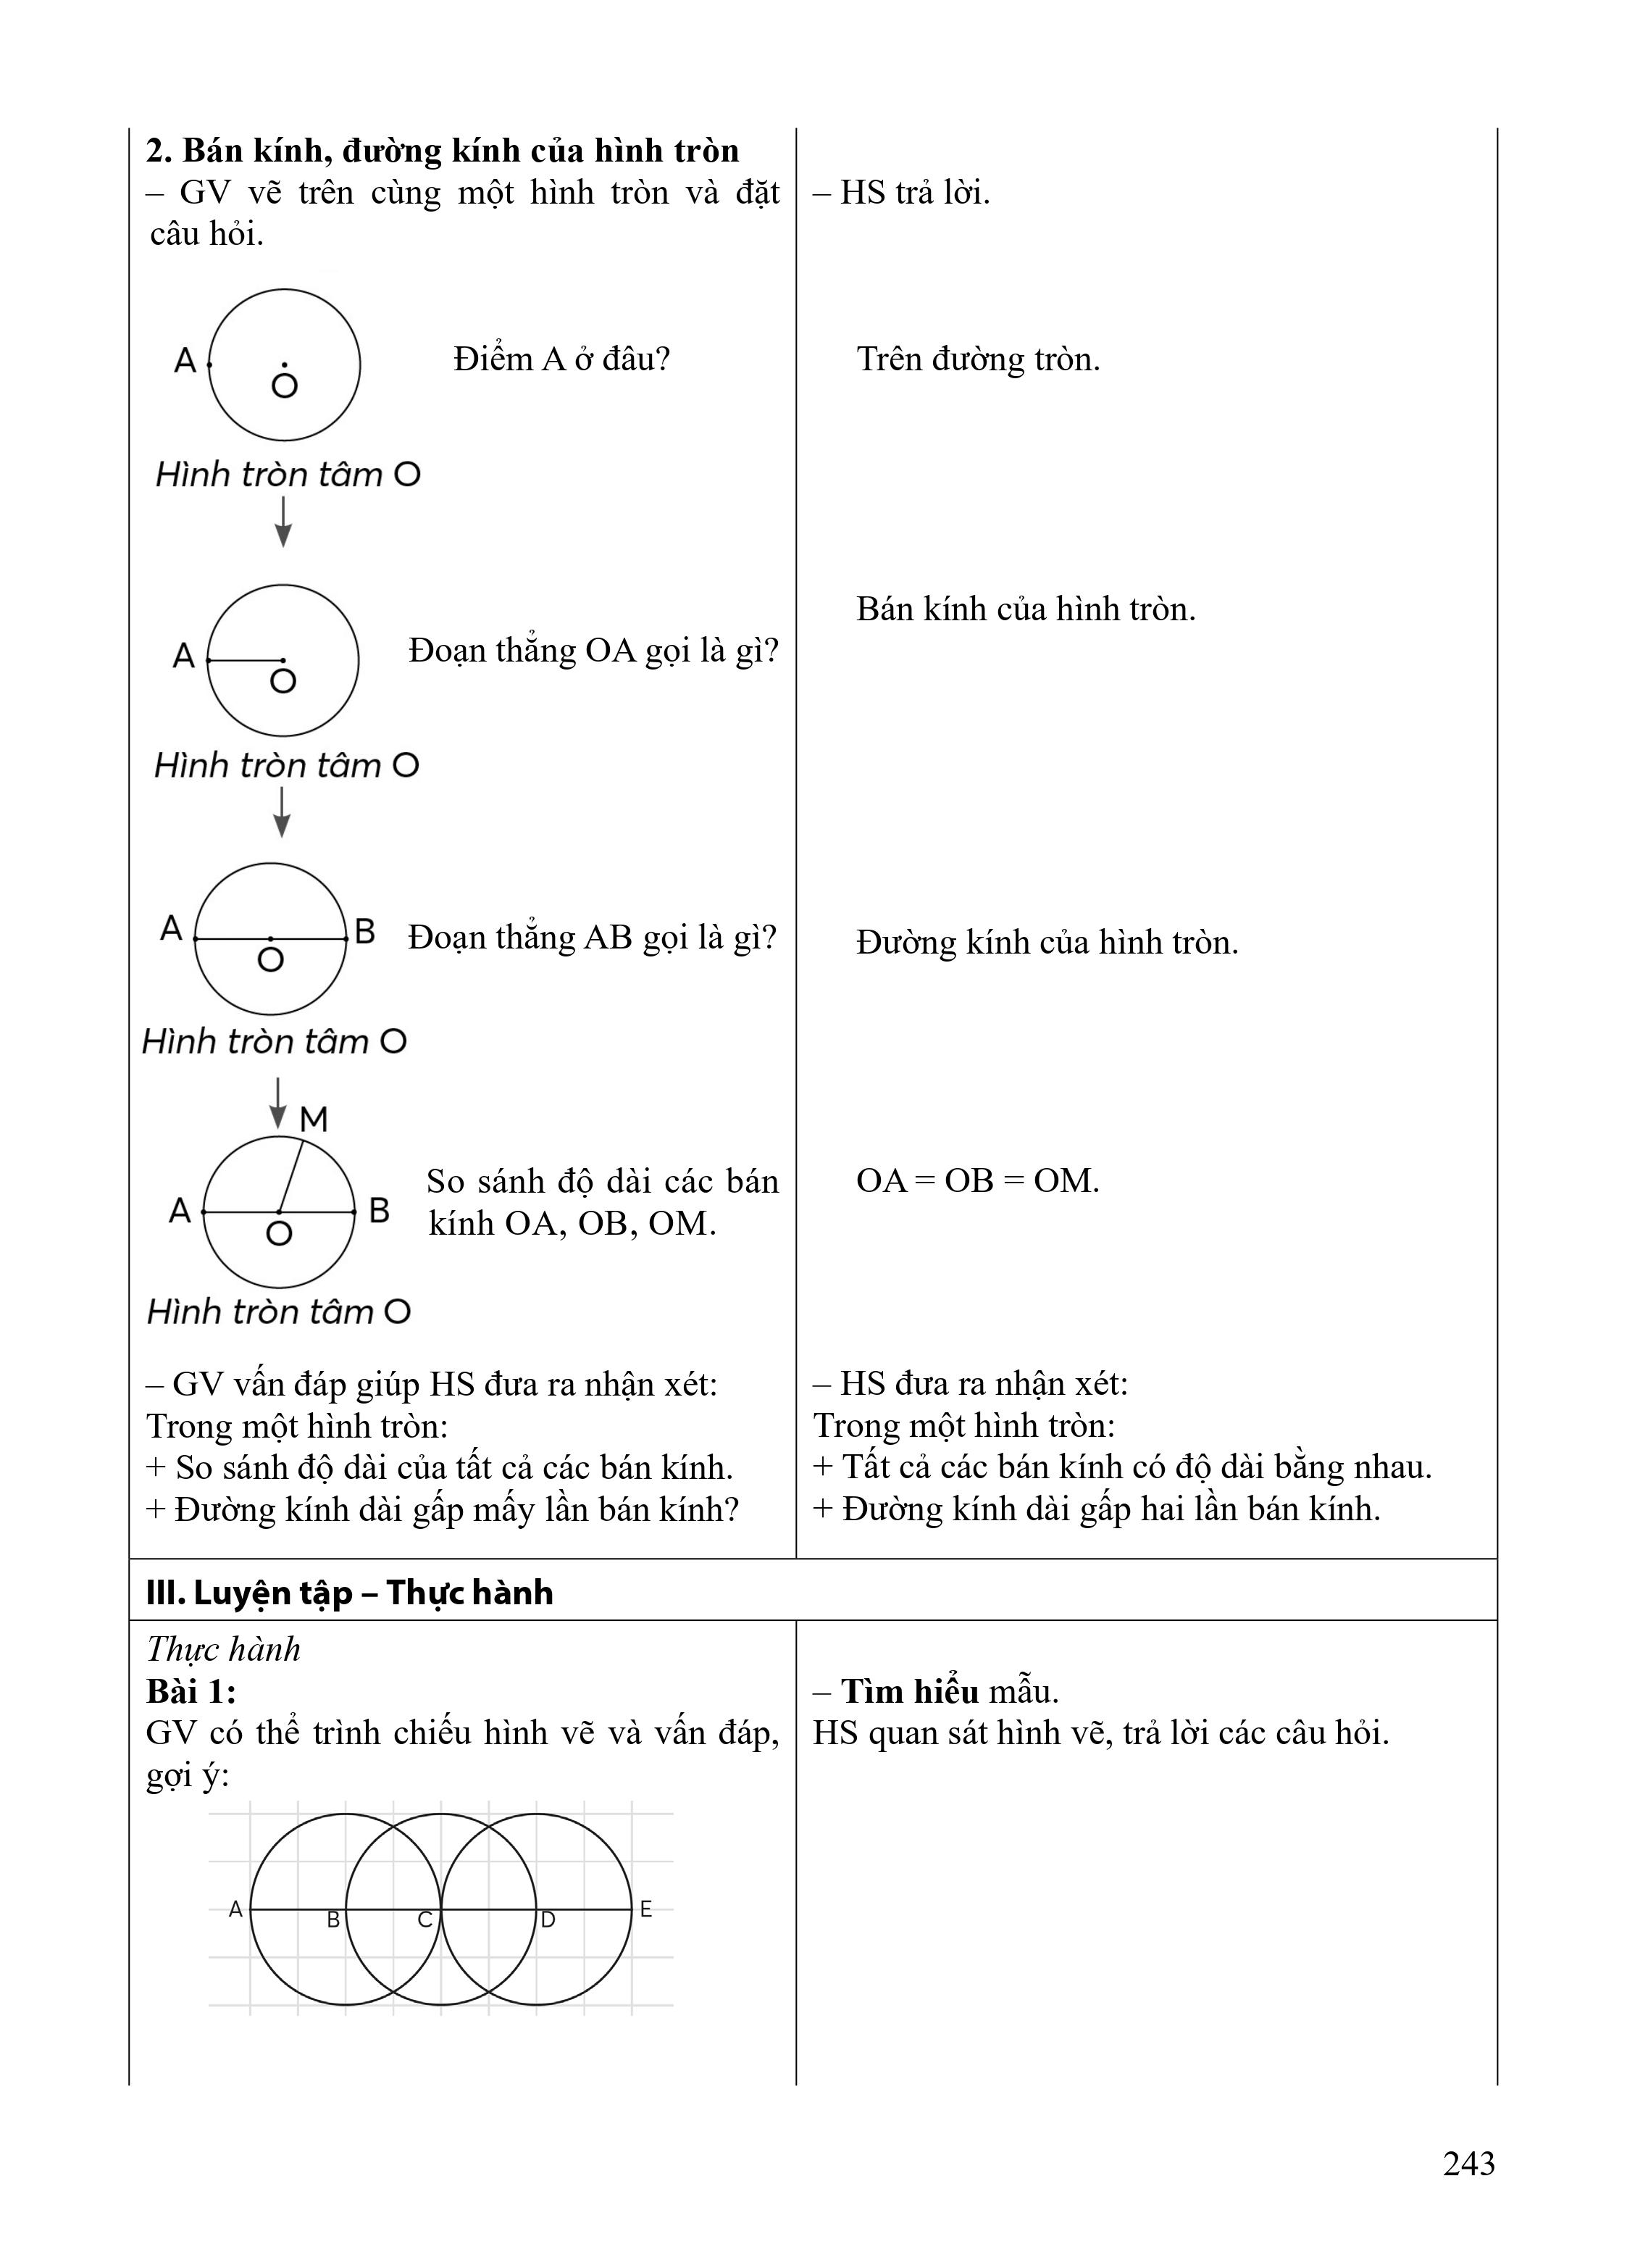 2. Bán kính, đường kính của hình tròn
– GV vẽ trên cùng một hình tròn và đặt
câu hỏi.
– HS trả lời.
A
O
Điểm A ở đâu?
Trên đường tròn.
Hình tròn tâm O
A
O
Đoạn thẳng OA gọi là gì?
Bán kính của hình tròn.
Hình tròn tâm O
A
B
O
Đoạn thẳng AB gọi là gì?
Đường kính của hình tròn.
Hình tròn tâm O
M
A
B
O
So sánh độ dài các bán
kính OA, OB, OM.
OA = OB = OM.
Hình tròn tâm O
– GV vấn đáp giúp HS đưa ra nhận xét:
Trong một hình tròn:
+ So sánh độ dài của tất cả các bán kính.
+ Đường kính dài gấp mấy lần bán kính?
– HS đưa ra nhận xét:
Trong một hình tròn:
+ Tất cả các bán kính có độ dài bằng nhau.
+ Đường kính dài gấp hai lần bán kính.
III. Luyện tập – Thực hành
Thực hành
Bài 1:
GV có thể trình chiếu hình vẽ và vấn đáp,
gợi ý:
A
B
C
D
E
– Tìm hiểu mẫu.
HS quan sát hình vẽ, trả lời các câu hỏi.
243